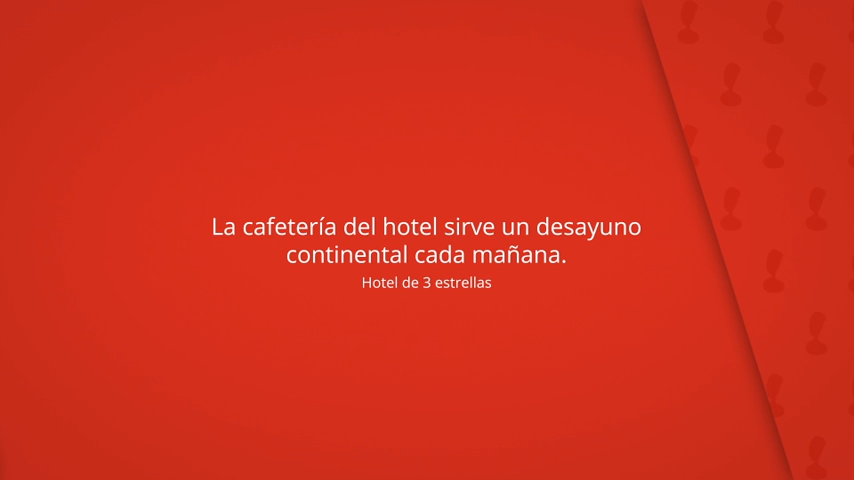 La cafetería del hotel sirve un desayuno
continental cada mañana.
Hotel de 3 estrellas